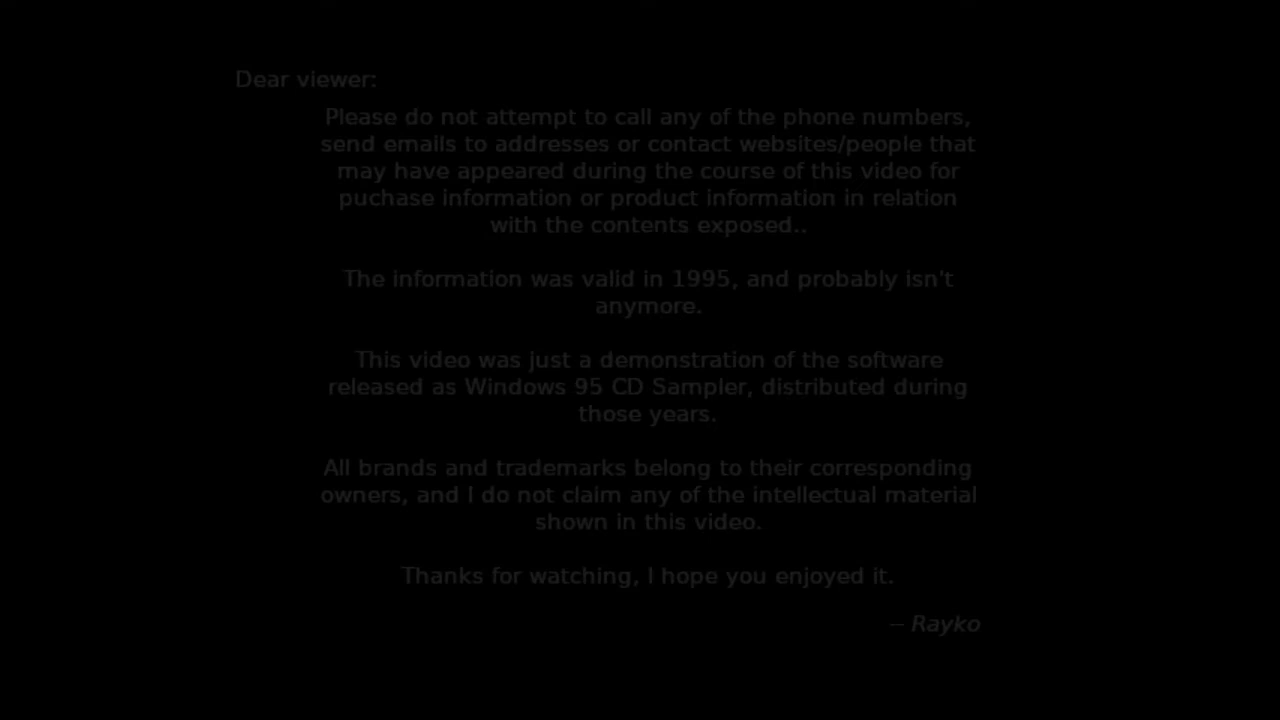 Dear viewer:
Please do not attempt to call any of the phone numbers,
send emails to addresses or contact websites/people that
may have appeared during the course of this video for
puchase information or product information in relation
with the contents exposed..
The information was valid in 1995, and probably isn't
anymore.
This video was just a demonstration of the software
released as Windows 95 CD Sampler, distributed during
those years.
All brands and trademarks belong to their corresponding
owners, and I do not claim any of the intellectual material
shown in this video.
Thanks for watching, I hope you enjoyed it.
-- Rayko